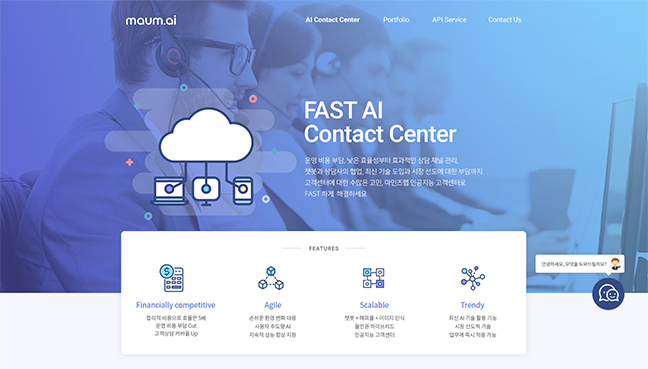 maum.ai
AI Contact Center
Portfolio
API Service
Contact Us
FAST AI
Contact Center
운영 비용 부담, 낮은 효율성부터 효과적인 상담 채널 관리,
챗봇과 상담사의 협업, 최신 기술 도입과 시장 선도에 대한 부담까지
고객센터에 대한 수많은 고민, 마인즈랩 인공지능 고객센터로
FAST 하게 해결하세요.
FEATURES
Financially competitive
합리적 비용으로 효율은 5배
운영 비용 부담 Cut
고객상담 커버율 Up
Agile
손쉬운 환경 변화 대응
사용자 주도형 AI
지속적 성능 향상 지원
Scalable
챗봇 + 해피콜 + 이미지 인식
올인원 하이브리드
인공지능 고객센터
Trendy
최신 AI 기술 활용 기능
시장 선도적 기술
업무에 즉시 적용 가능
안녕하세요, 무엇을 도와드릴까요?